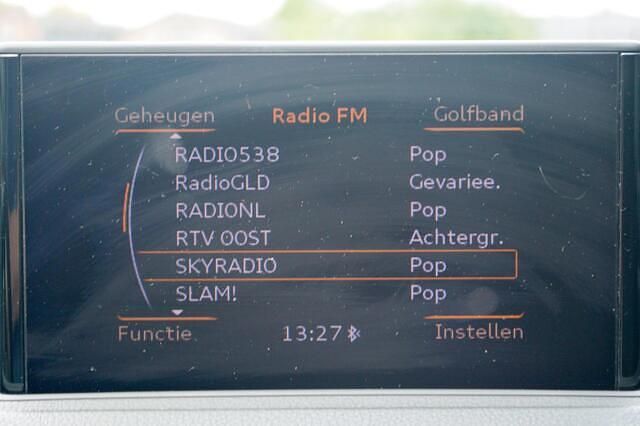 Geheugen Radio FM Golfband
RADIO538 Pop
RadioGLD Gevariee.
RADIONL Pop
RTV OOST Achtergr.
SKYRADIO Pop
SLAM! Pop
Functie 13:27 Instellen